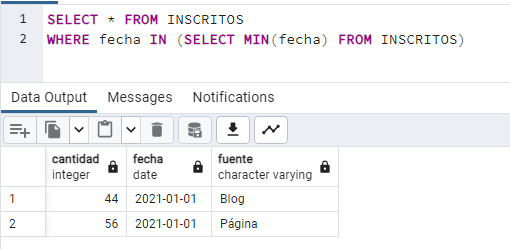 1 SELECT * FROM INSCRITOS
2 WHERE fecha IN (SELECT MIN(fecha) FROM INSCRITOS)
Data Output Messages Notifications
cantidad fecha fuente
integer date character varying
1 44 2021-01-01 Blog
2 56 2021-01-01 Página